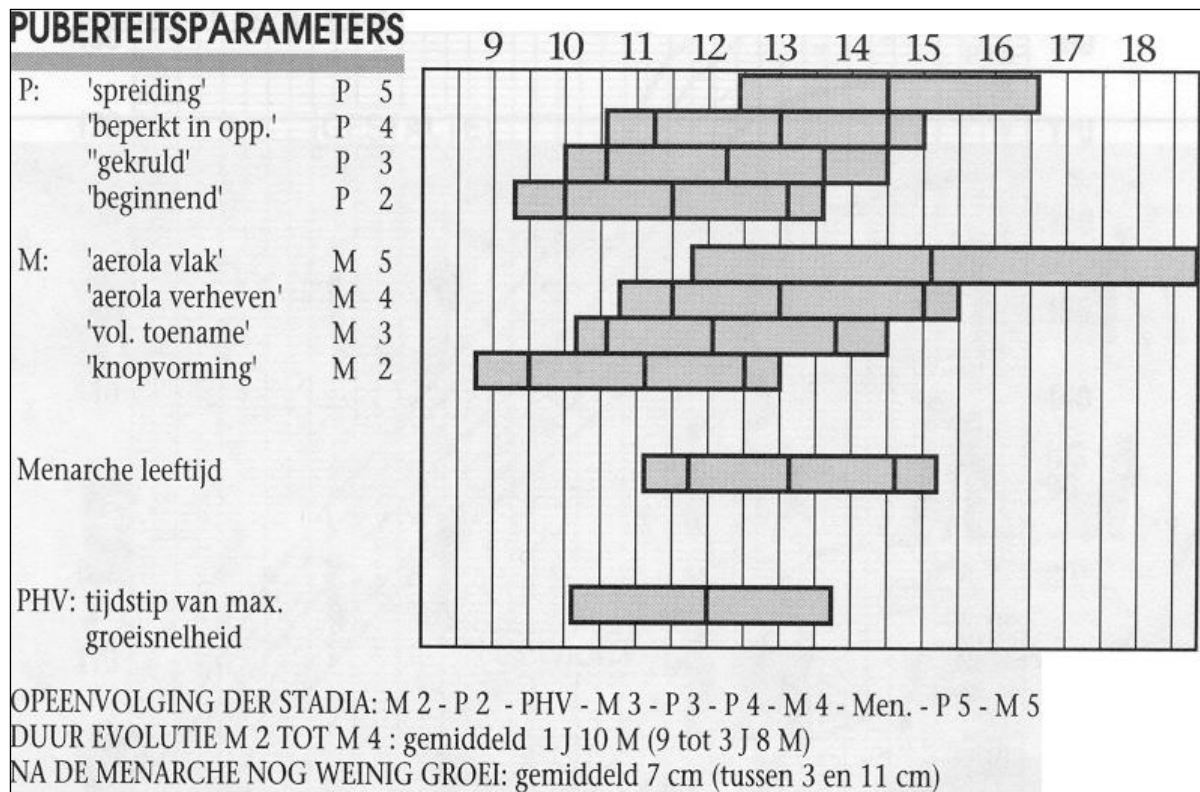 PUBERTEITSPARAMETERS
9 10 11 12 13 14 15 16 17 18
P: 'spreiding' P 5
'beperkt in opp.' P 4
"gekruld' P 3
'beginnend' P 2
M: 'aerola vlak' M 5
'aerola verheven' M 4
'vol. toename' M 3
'knopvorming' M 2
Menarche leeftijd
PHV: tijdstip van max.
groeisnelheid
OPEENVOLGING DER STADIA: M 2 - P 2 - PHV - M 3 - P 3 - P 4 - M 4 - Men. - P 5 - M 5
DUUR EVOLUTIE M 2 TOT M 4 : gemiddeld 1 J 10 M (9 tot 3 J 8 M)
NA DE MENARCHE NOG WEINIG GROEI: gemiddeld 7 cm (tussen 3 en 11 cm)